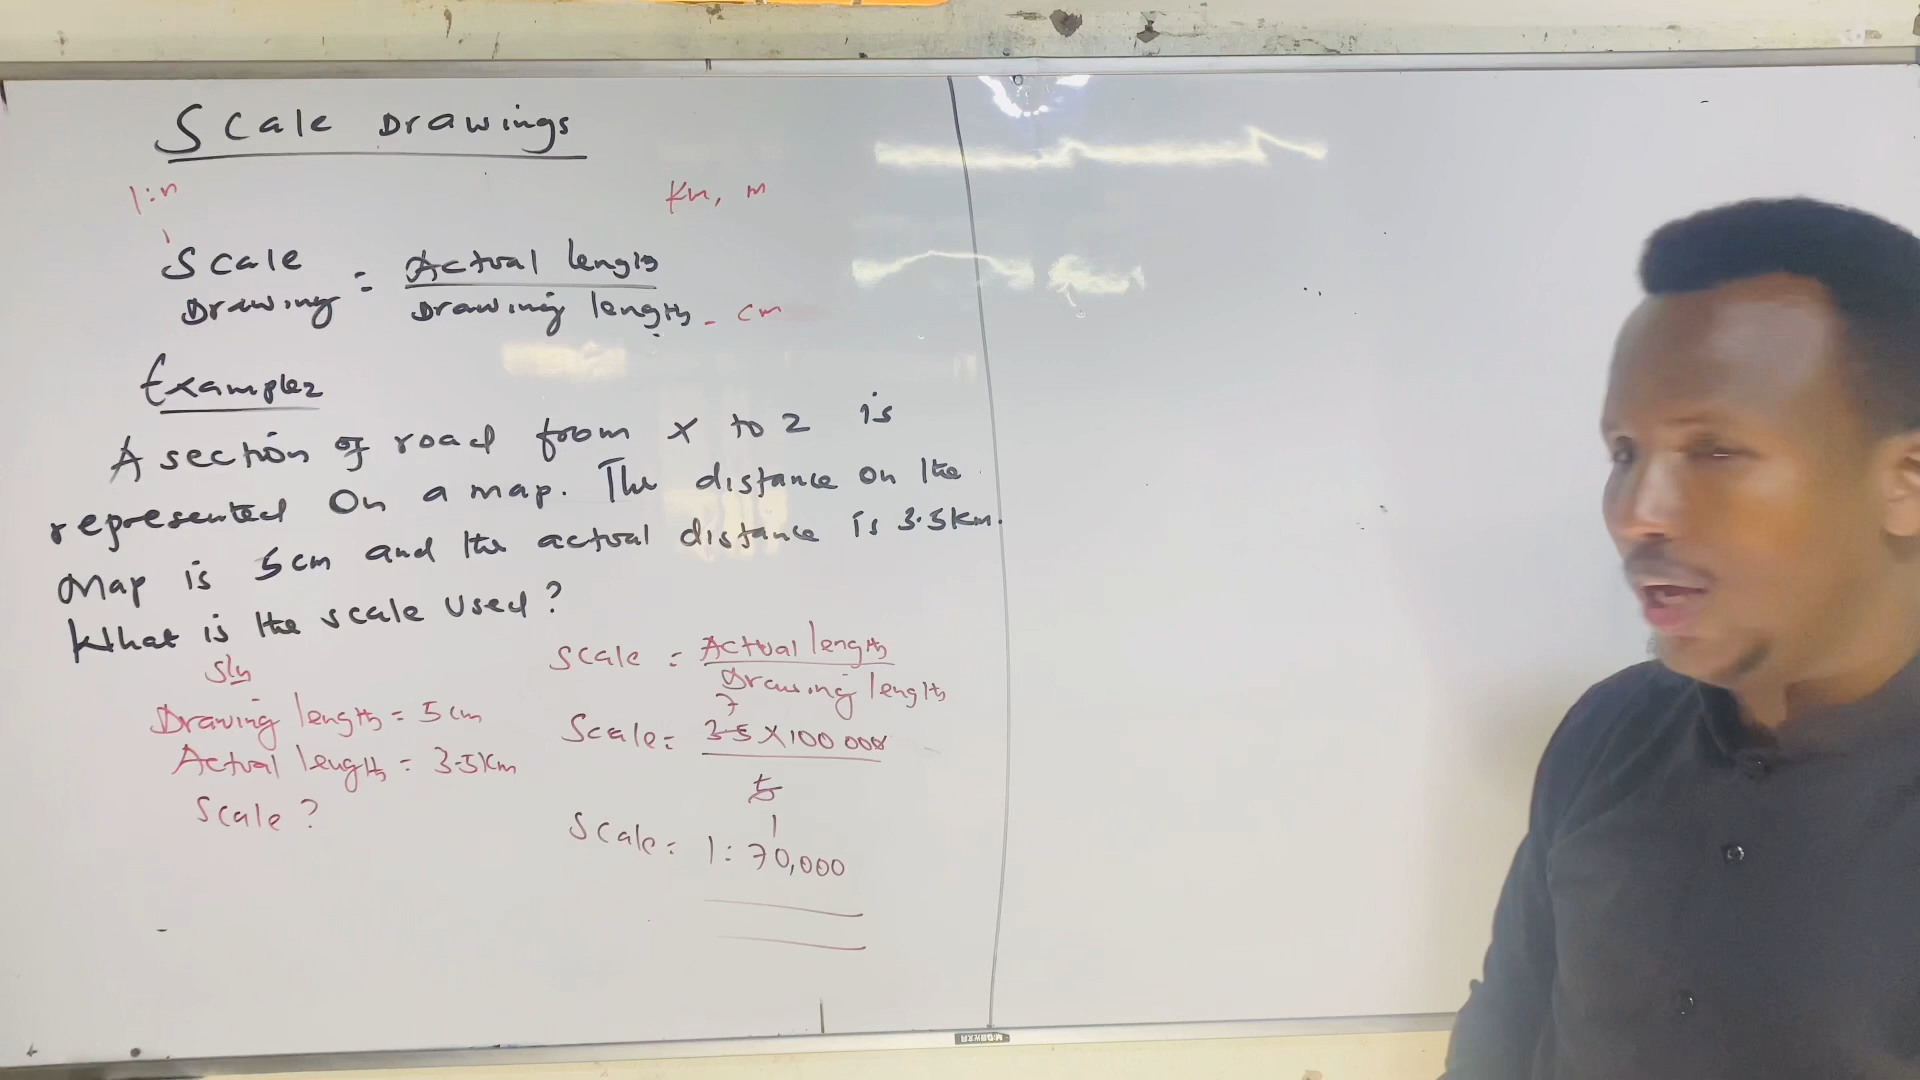 Scale Drawings
1:n
Km, m
Scale Drawing = Actual length
Drawing length - cm
Example 2
A section of road from X to Z is
represented on a map. The distance on the
map is 5cm and the actual distance is 3.5km.
What is the scale used?
Sln
Drawing length = 5cm
Actual length = 3.5Km
Scale?
Scale = Actual length
Drawing length
7
Scale = 3.5 X 100 000
5
1
Scale = 1: 70,000